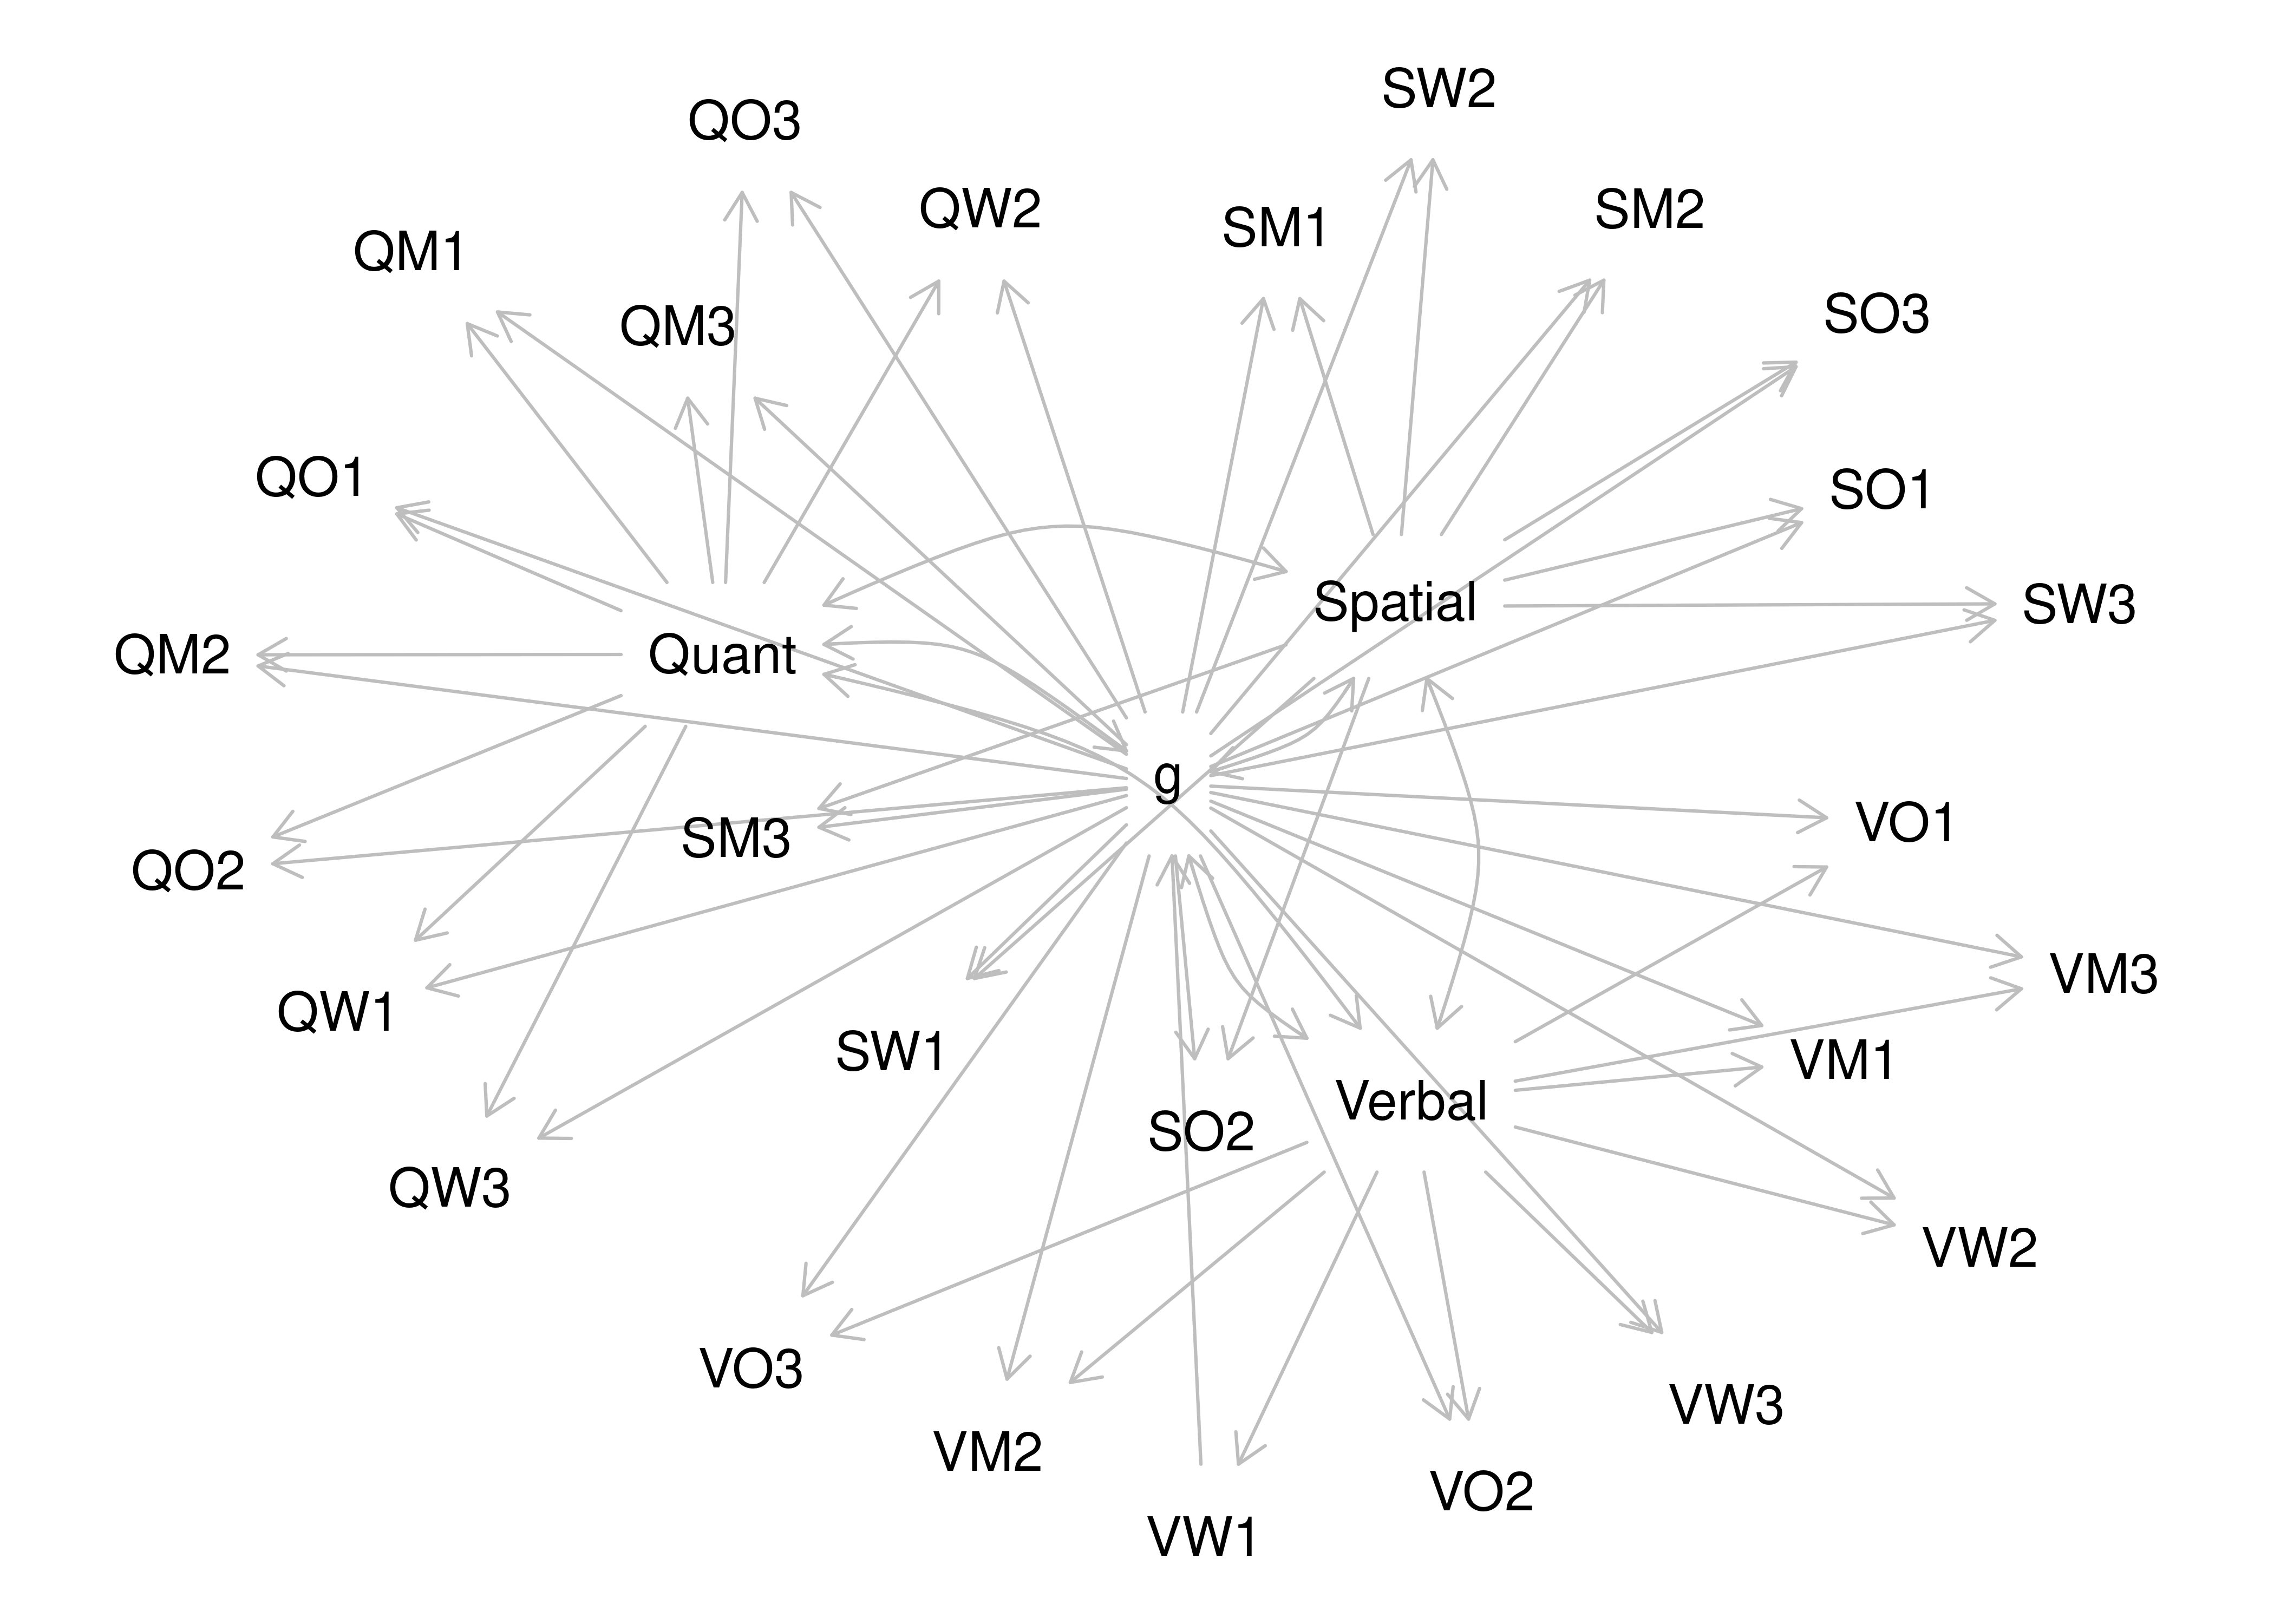 SW2
QO3
QW2
SM2
SM1
QM1
SO3
QM3
QO1
SO1
Spatial
SW3
Quant
QM2
g
VO1
SM3
QO2
VM3
QW1
SW1
VM1
Verbal
SO2
QW3
VW2
VO3
VW3
VM2
VO2
VW1